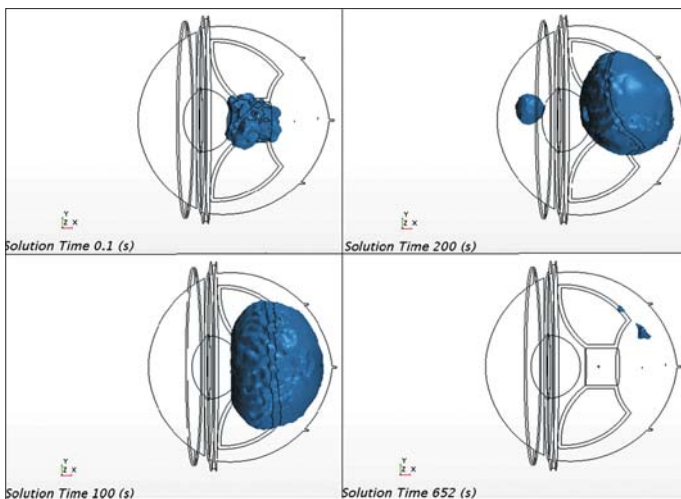 Y
Z X
Solution Time 0.1 (s)
Y
Z X
Solution Time 200 (s)
Y
Z X
Solution Time 100 (s)
Y
Z X
Solution Time 652 (s)